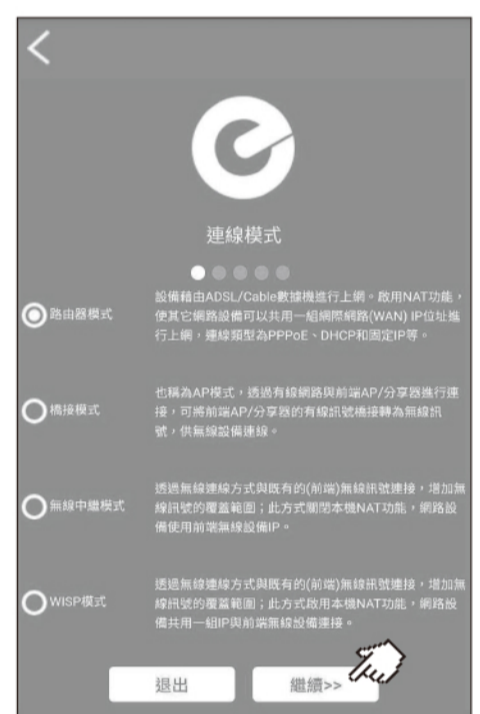 連線模式
路由器模式
設備藉由ADSL/Cable數據機進行上網。啟用NAT功能，
使其它網路設備可以共用一組網際網路(WAN) IP位址進
行上網，連線類型為PPPoE、DHCP和固定IP等。
橋接模式
也稱為AP模式，透過有線網路與前端AP/分享器進行連
接，可將前端AP/分享器的有線訊號橋接轉為無線訊
號，供無線設備連線。
無線中繼模式
透過無線連線方式與既有的(前端)無線訊號連接，增加無
線訊號的覆蓋範圍；此方式關閉本機NAT功能，網路設
備使用前端無線設備IP。
WISP模式
透過無線連線方式與既有的(前端)無線訊號連接，增加無
線訊號的覆蓋範圍；此方式啟用本機NAT功能，網路設
備共用一組IP與前端無線設備連接。
退出
繼續>>